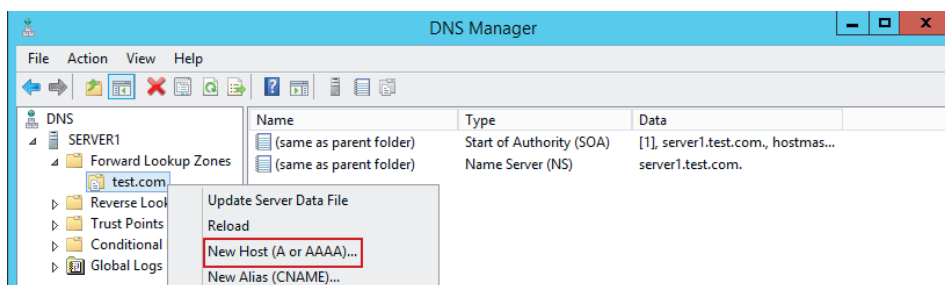 DNS Manager
File Action View Help
DNS
SERVER1
Forward Lookup Zones
test.com
Reverse Look
Trust Points
Conditional
Global Logs
Name Type Data
(same as parent folder) Start of Authority (SOA) [1], server1.test.com., hostmas...
(same as parent folder) Name Server (NS) server1.test.com.
Update Server Data File
Reload
New Host (A or AAAA)...
New Alias (CNAME)...